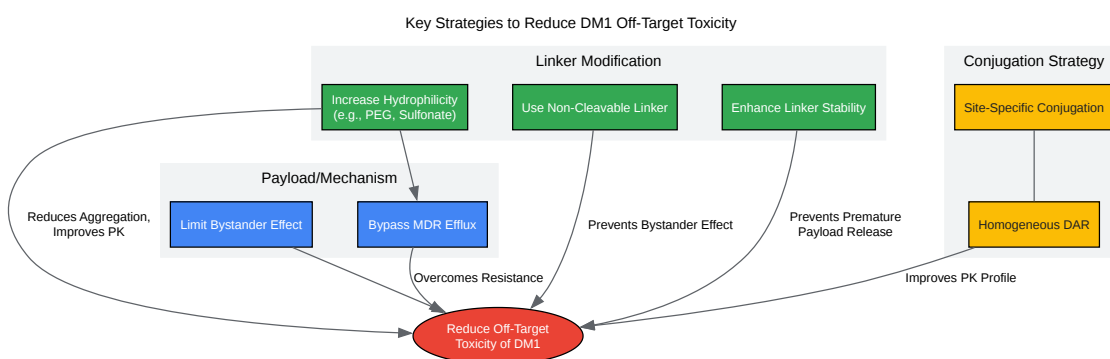 Key Strategies to Reduce DM1 Off-Target Toxicity
Linker Modification
Conjugation Strategy
Increase Hydrophilicity
(e.g., PEG, Sulfonate)
Use Non-Cleavable Linker
Enhance Linker Stability
Site-Specific Conjugation
Payload/Mechanism
Limit Bystander Effect
Bypass MDR Efflux
Homogeneous DAR
Reduces Aggregation,
Improves PK
Prevents Bystander Effect
Prevents Premature
Payload Release
Overcomes Resistance
Improves PK Profile
Reduce Off-Target
Toxicity of DM1